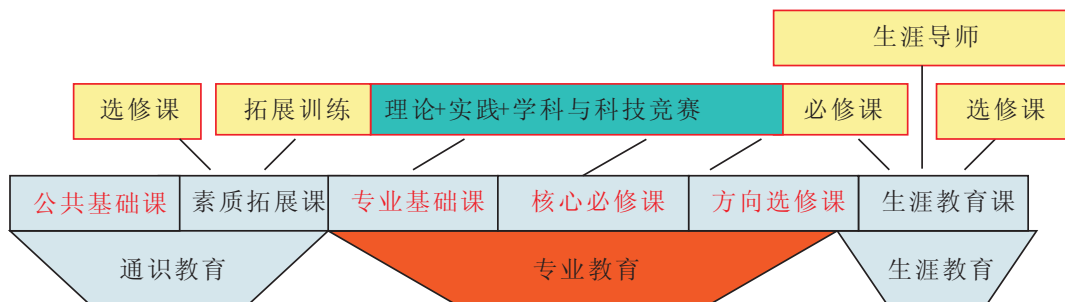 生涯导师
选修课
拓展训练
理论+实践+学科与科技竞赛
必修课
选修课
公共基础课
素质拓展课
专业基础课
核心必修课
方向选修课
生涯教育课
通识教育
专业教育
生涯教育